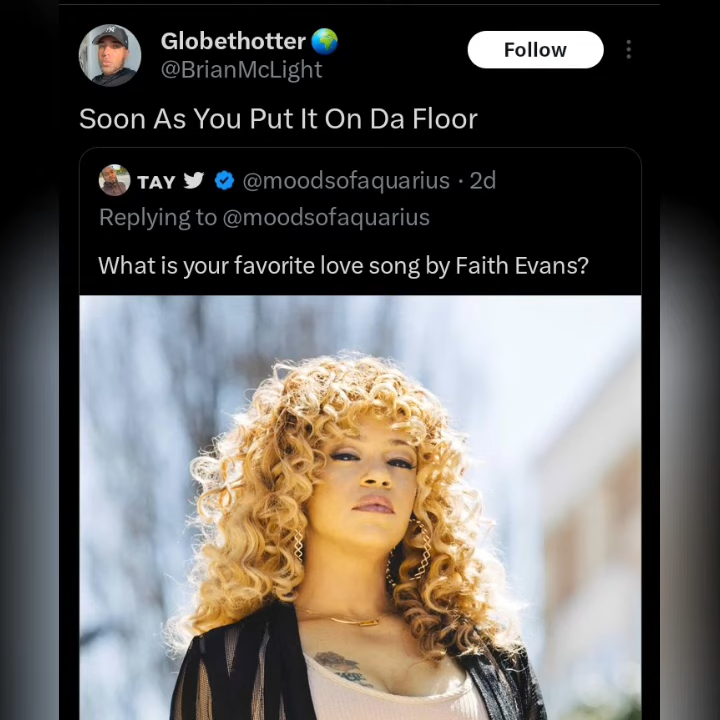 Globethotter 🌍
Follow
@BrianMcLight
Soon As You Put It On Da Floor
TAY @moodsofaquarius · 2d
Replying to @moodsofaquarius
What is your favorite love song by Faith Evans?